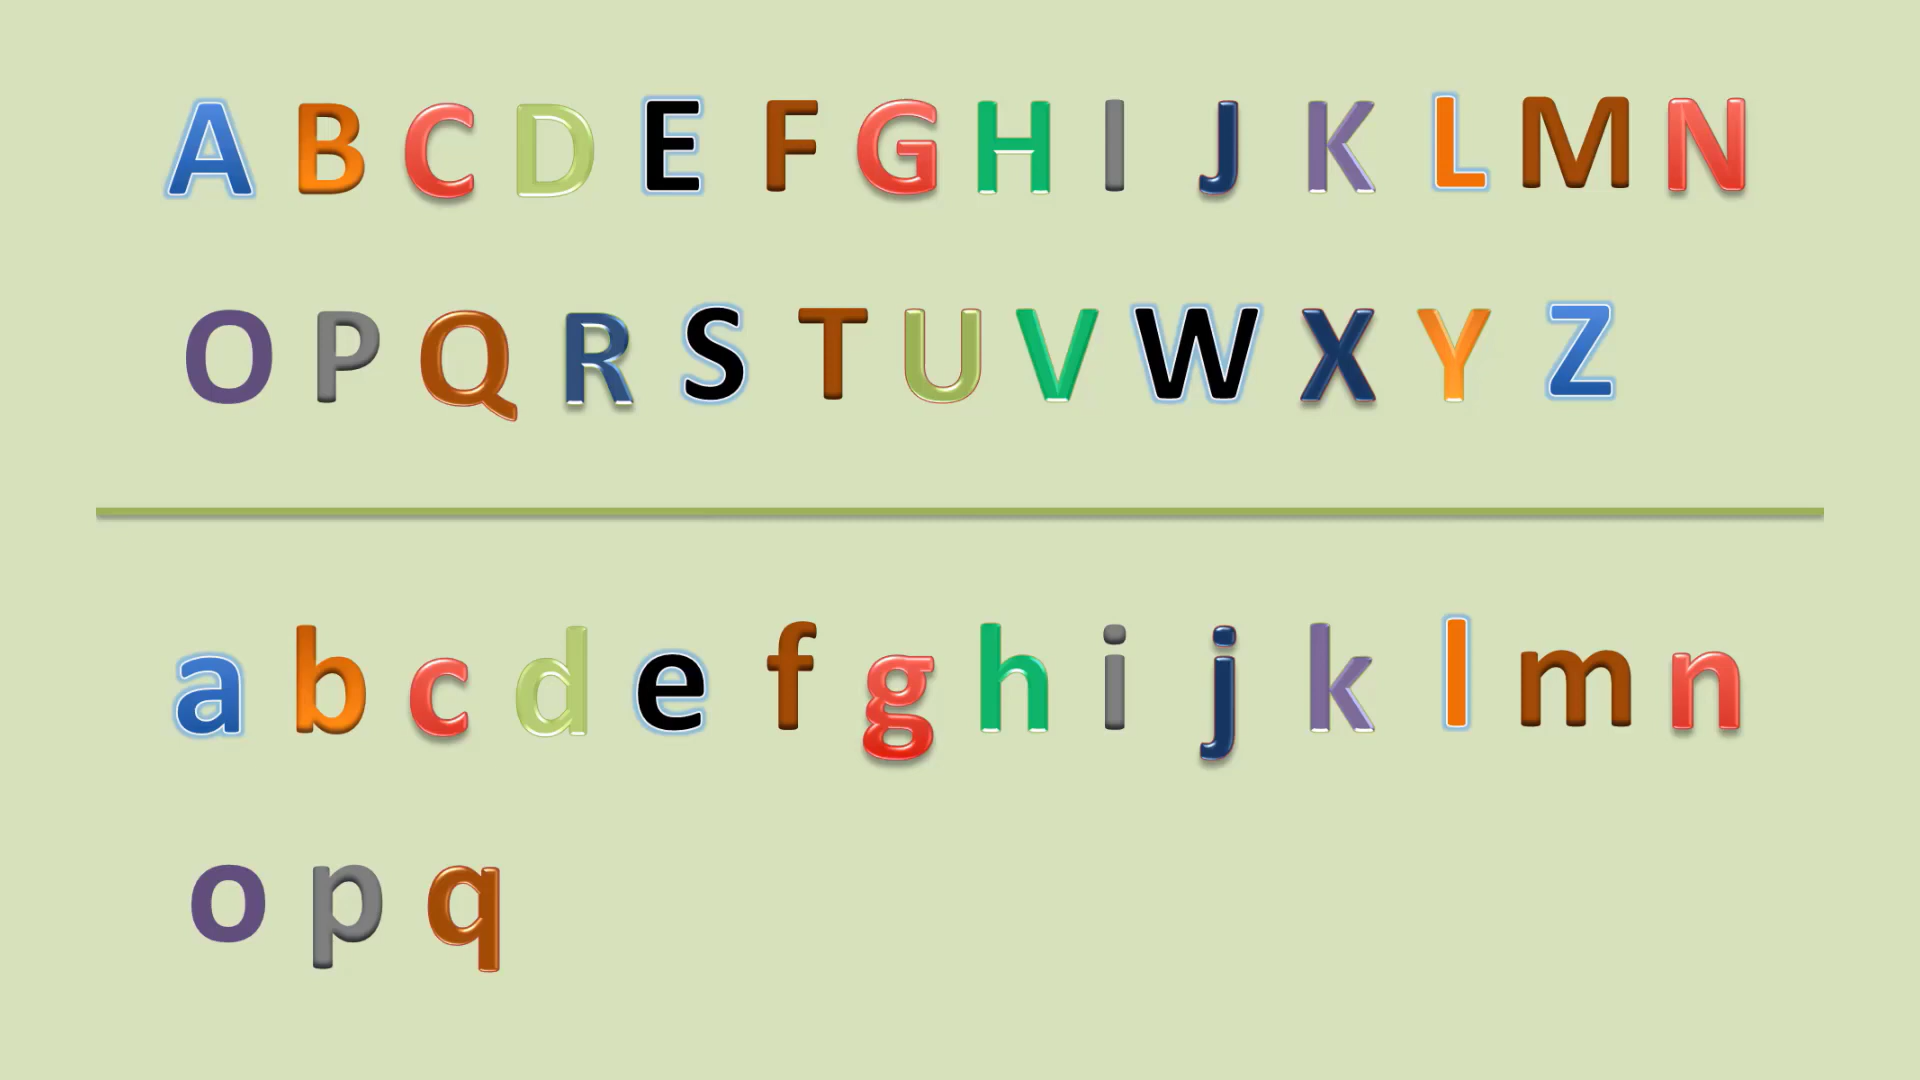 A B C D E F G H I J K L M N
O P Q R S T U V W X Y Z
a b c d e f g h i j k l m n
o p q